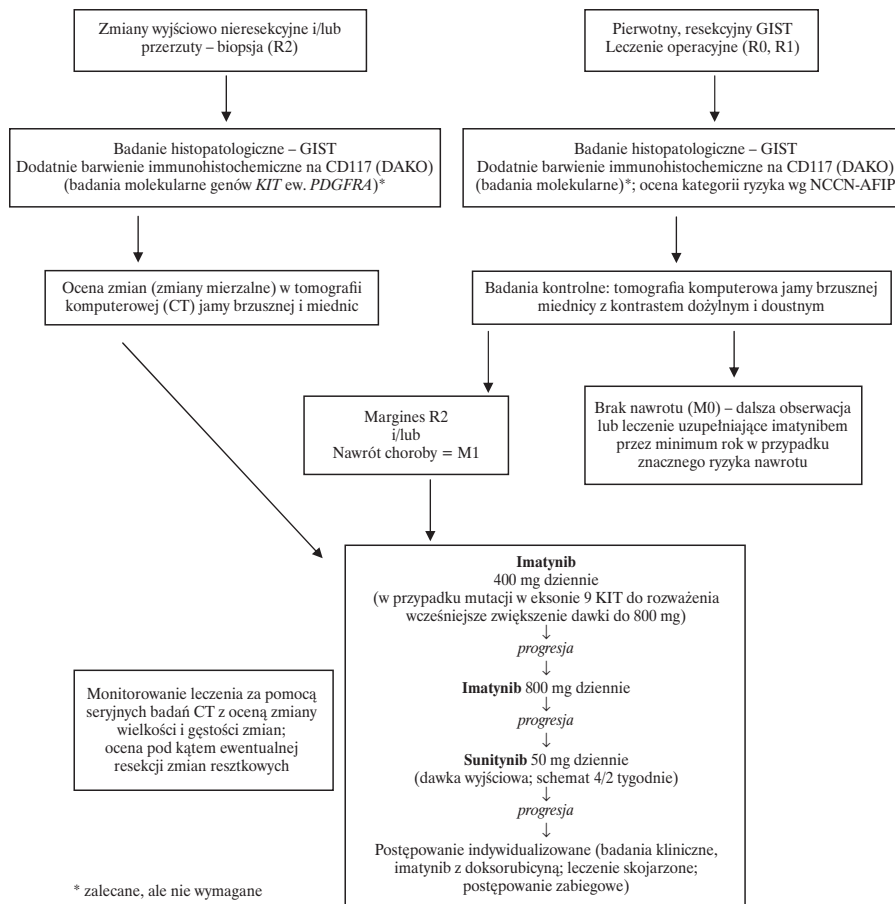 Zmiany wyjściowo nieresekcyjne i/lub
przerzuty – biopsja (R2)
Pierwotny, resekcyjny GIST
Leczenie operacyjne (R0, R1)
Badanie histopatologiczne – GIST
Dodatnie barwienie immunohistochemiczne na CD117 (DAKO)
(badania molekularne genów KIT ew. PDGFRA)*
Badanie histopatologiczne – GIST
Dodatnie barwienie immunohistochemiczne na CD117 (DAKO)
(badania molekularne)*; ocena kategorii ryzyka wg NCCN-AFIP
Ocena zmian (zmiany mierzalne) w tomografii
komputerowej (CT) jamy brzusznej i miednic
Badania kontrolne: tomografia komputerowa jamy brzusznej
miednicy z kontrastem dożylnym i doustnym
Margines R2
i/lub
Nawrót choroby = M1
Brak nawrotu (M0) – dalsza obserwacja
lub leczenie uzupełniające imatynibem
przez minimum rok w przypadku
znacznego ryzyka nawrotu
Imatynib
400 mg dziennie
(w przypadku mutacji w eksonie 9 KIT do rozważenia
wcześniejsze zwiększenie dawki do 800 mg)
↓
progresja
↓
Imatynib 800 mg dziennie
↓
progresja
↓
Sunitynib 50 mg dziennie
(dawka wyjściowa; schemat 4/2 tygodnie)
↓
progresja
↓
Postępowanie indywidualizowane (badania kliniczne,
imatynib z doksorubicyną; leczenie skojarzone;
postępowanie zabiegowe)
Monitorowanie leczenia za pomocą
seryjnych badań CT z oceną zmiany
wielkości i gęstości zmian;
ocena pod kątem ewentualnej
resekcji zmian resztkowych
* zalecane, ale nie wymagane